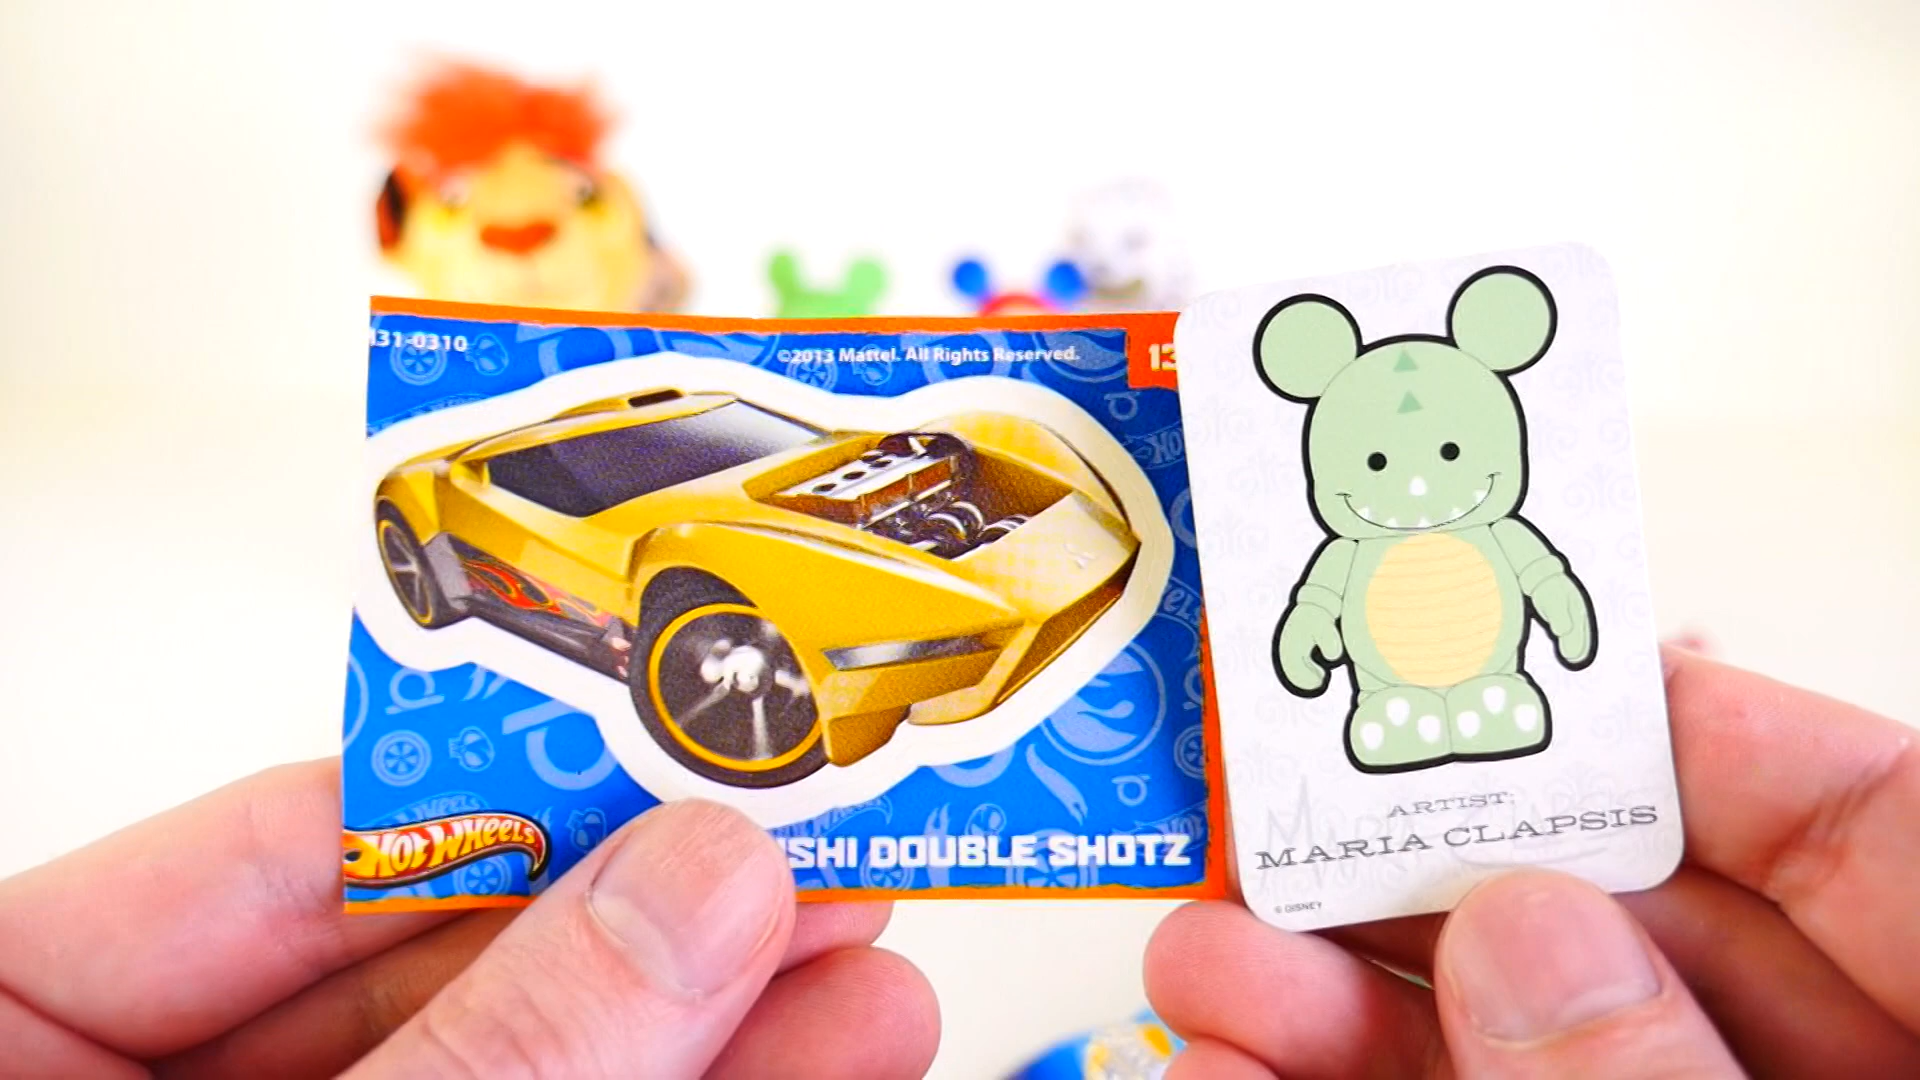 131-0310
©2013 Mattel. All Rights Reserved.
13
HOT WHEELS
SHI DOUBLE SHOTZ
ARTIST:
MARIA CLAPSIS
© DISNEY